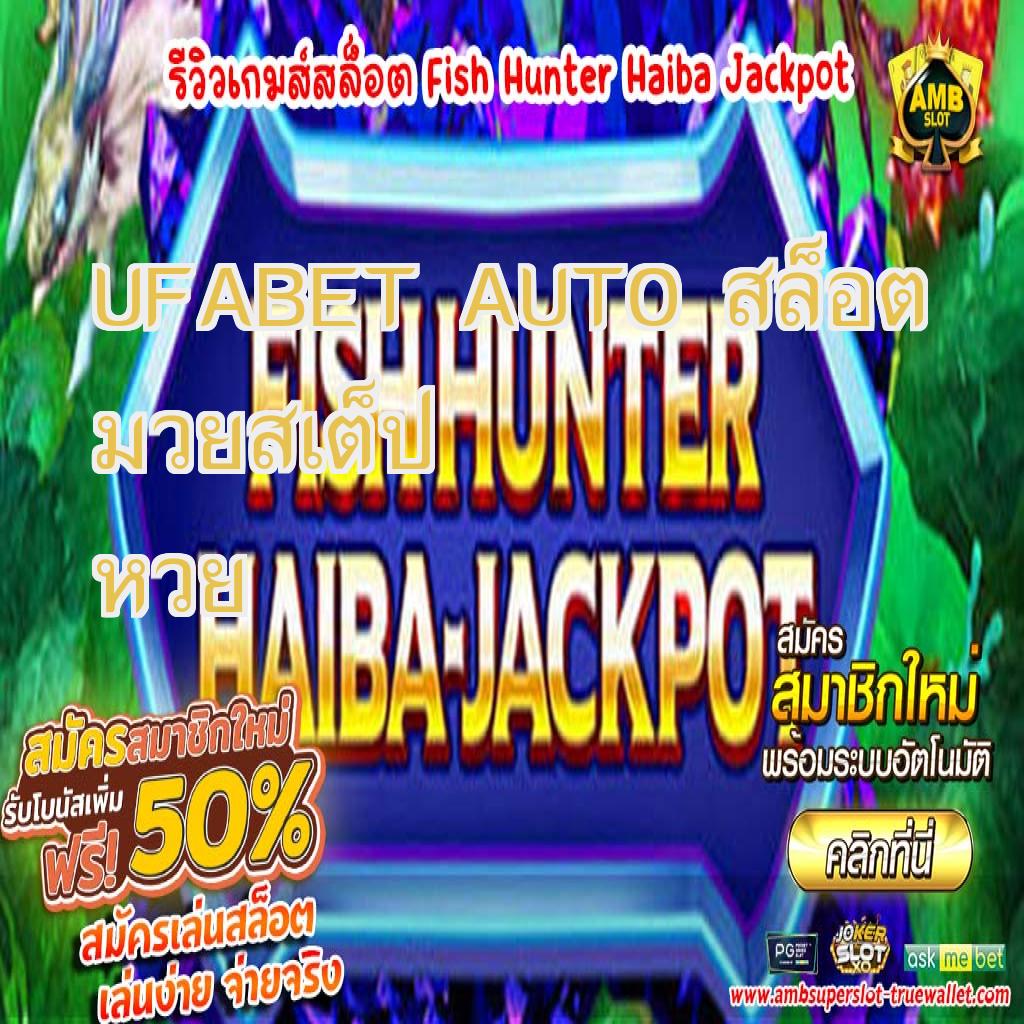 รีวิวเกมส์สล็อต Fish Hunter Haiba Jackpot
AMB
SLOT
UFABET AUTO สล็อต
FISH HUNTER
มวยสเต็ป
หวย
HAIBA-JACKPOT
สมัคร
สมาชิกใหม่
พร้อมระบบอัตโนมัติ
คลิกที่นี่
สมัครสมาชิกใหม่
รับโบนัสเพิ่ม
ฟรี! 50%
สมัครเล่นสล็อต
เล่นง่าย จ่ายจริง
PG
JOKER
SLOT
XO
ask me bet
www.ambsuperslot-truewallet.com